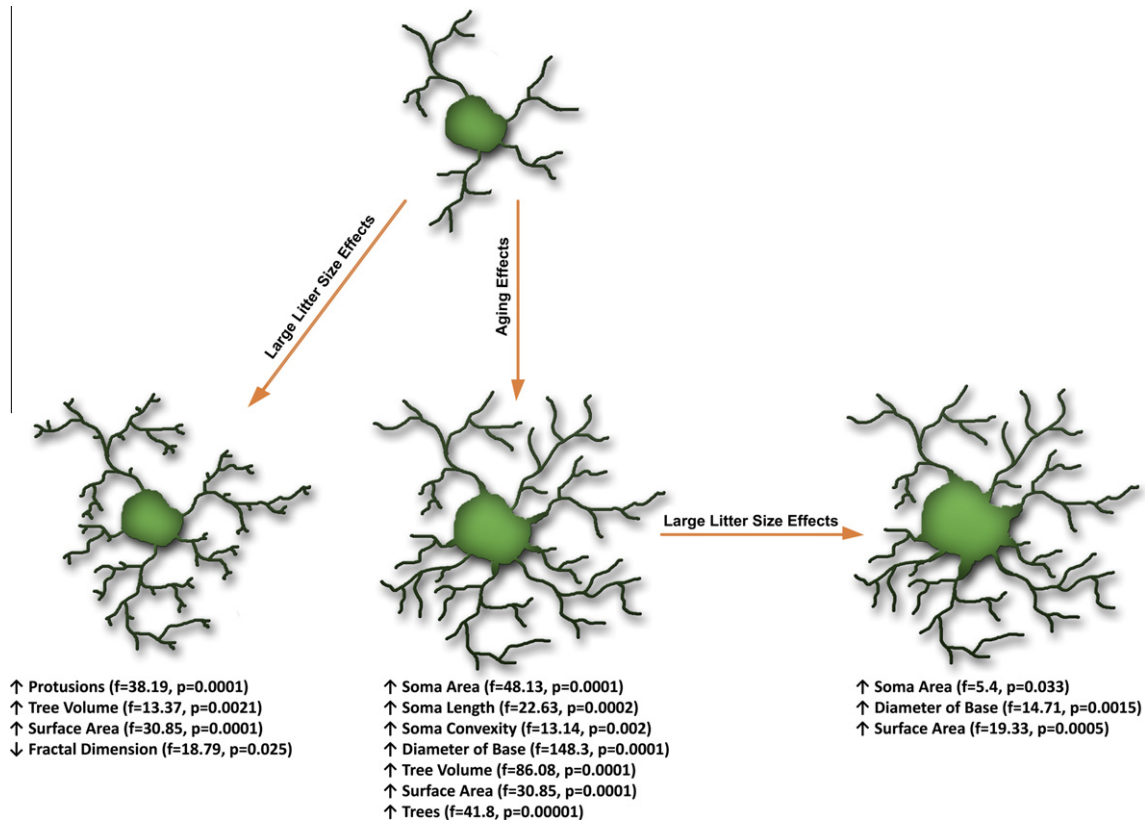 Large Litter Size Effects
Aging Effects
Large Litter Size Effects
↑ Protusions (f=38.19, p=0.0001)
↑ Tree Volume (f=13.37, p=0.0021)
↑ Surface Area (f=30.85, p=0.0001)
↓ Fractal Dimension (f=18.79, p=0.025)
↑ Soma Area (f=48.13, p=0.0001)
↑ Soma Length (f=22.63, p=0.0002)
↑ Soma Convexity (f=13.14, p=0.002)
↑ Diameter of Base (f=148.3, p=0.0001)
↑ Tree Volume (f=86.08, p=0.0001)
↑ Surface Area (f=30.85, p=0.0001)
↑ Trees (f=41.8, p=0.00001)
↑ Soma Area (f=5.4, p=0.033)
↑ Diameter of Base (f=14.71, p=0.0015)
↑ Surface Area (f=19.33, p=0.0005)